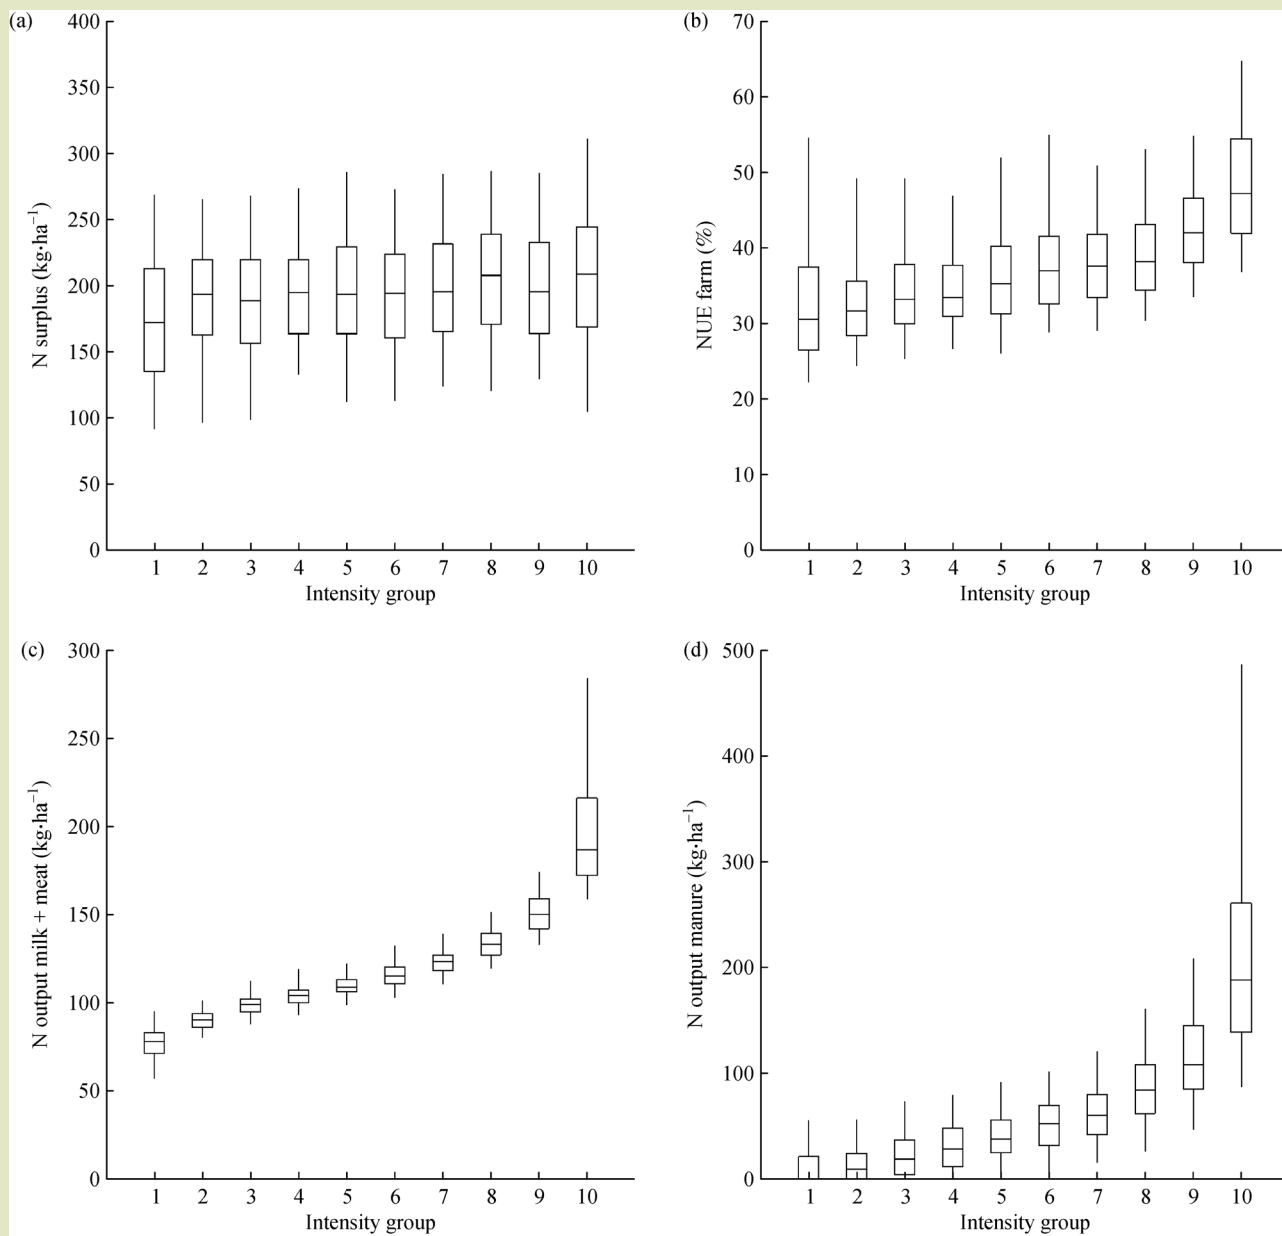 (a)
N surplus (kg·ha⁻¹)
400
350
300
250
200
150
100
50
0
1 2 3 4 5 6 7 8 9 10
Intensity group
(b)
NUE farm (%)
70
60
50
40
30
20
10
0
1 2 3 4 5 6 7 8 9 10
Intensity group
(c)
N output milk + meat (kg·ha⁻¹)
300
250
200
150
100
50
0
1 2 3 4 5 6 7 8 9 10
Intensity group
(d)
N output manure (kg·ha⁻¹)
500
400
300
200
100
0
1 2 3 4 5 6 7 8 9 10
Intensity group